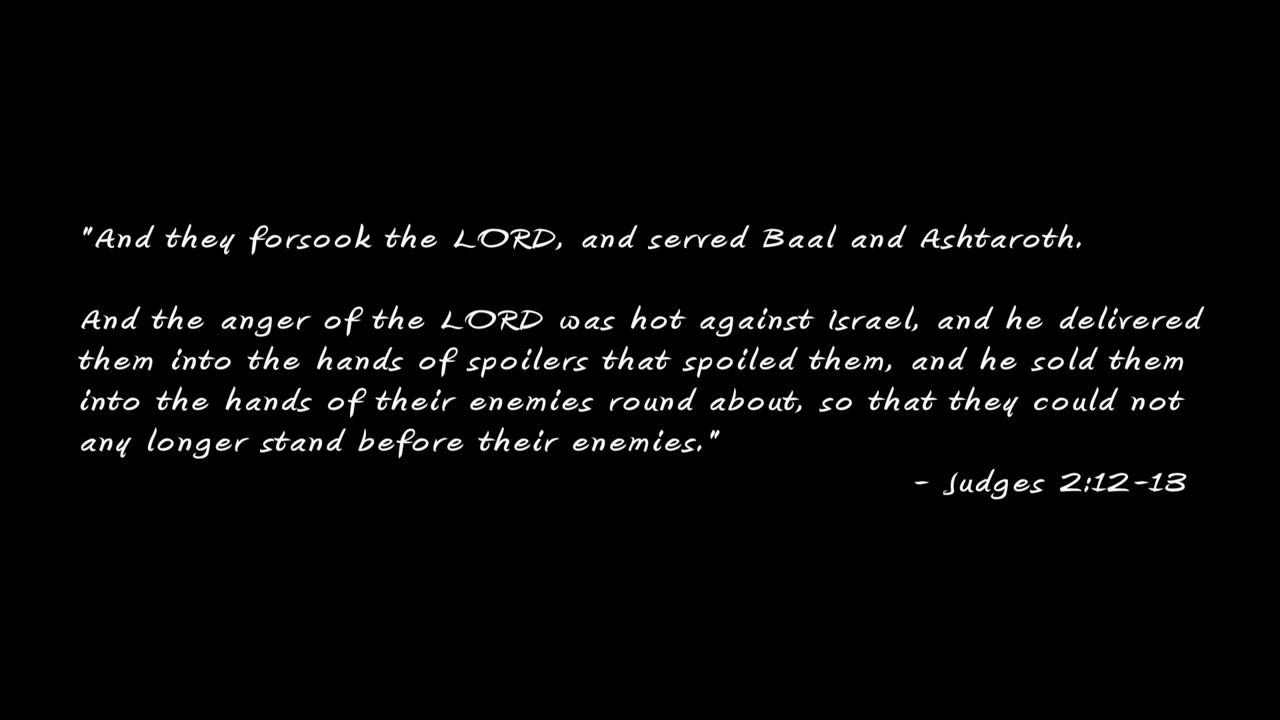 "And they forsook the LORD, and served Baal and Ashtaroth.
And the anger of the LORD was hot against Israel, and he delivered
them into the hands of spoilers that spoiled them, and he sold them
into the hands of their enemies round about, so that they could not
any longer stand before their enemies."
- Judges 2:12-13